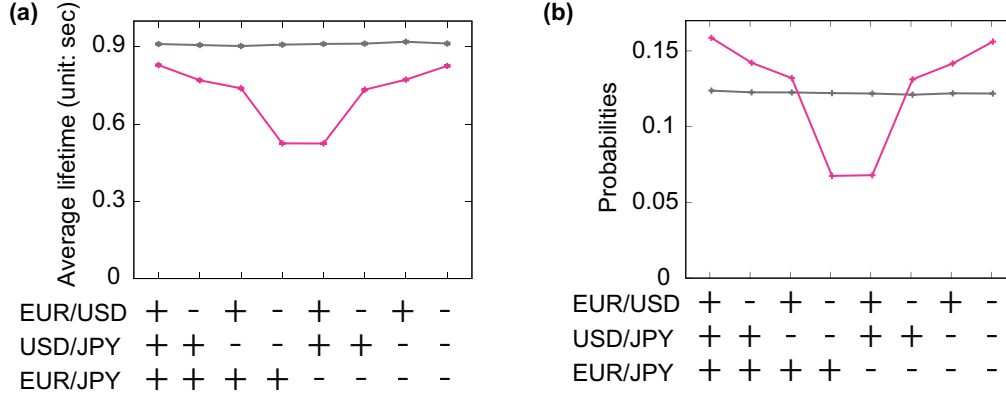 (a)
Average lifetime (unit: sec)
0.9
0.6
0.3
0
EUR/USD + - + - + - + -
USD/JPY + + - - + + - -
EUR/JPY + + + + - - - -
(b)
Probabilities
0.15
0.1
0.05
0
EUR/USD + - + - + - + -
USD/JPY + + - - + + - -
EUR/JPY + + + + - - - -